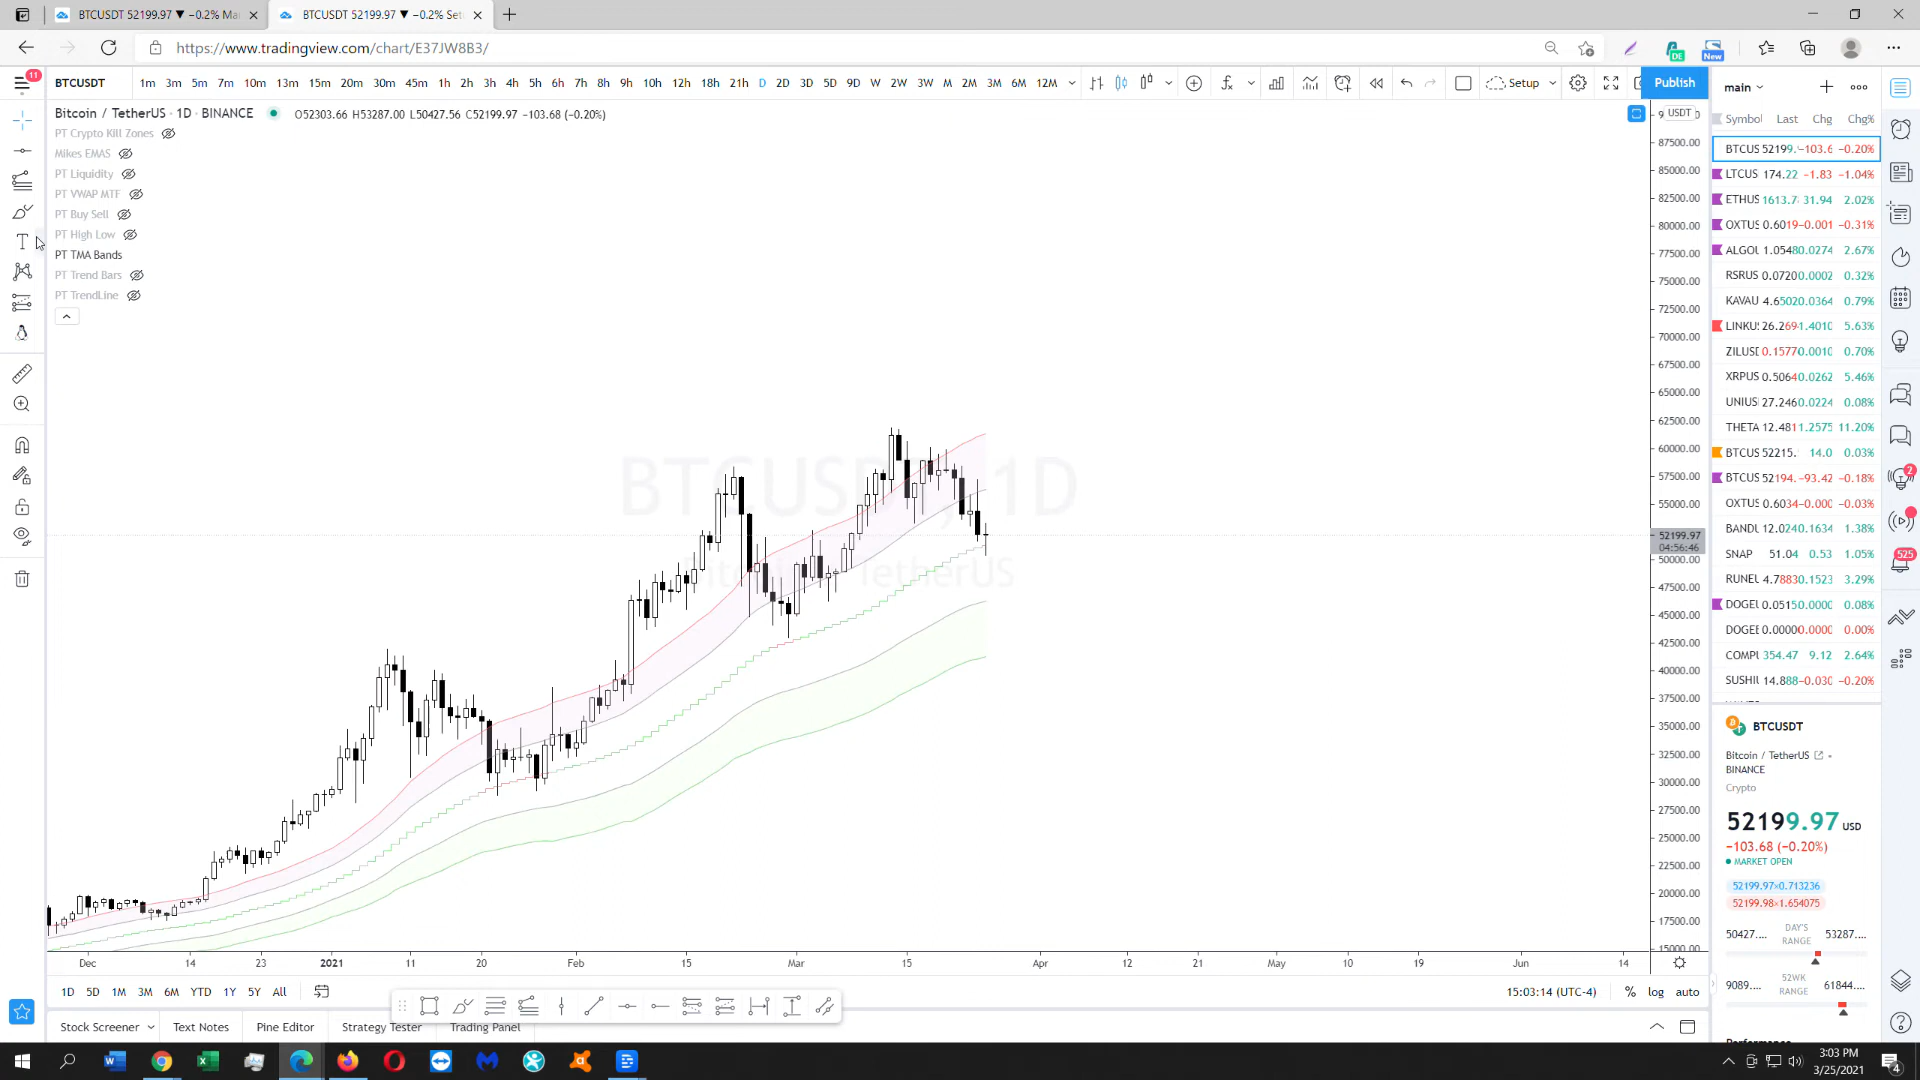 BTCUSDT 52199.97 ▼ −0.2% Mai
BTCUSDT 52199.97 ▼ −0.2% Set
https://www.tradingview.com/chart/E37JW8B3/
11
BTCUSDT 1m 3m 5m 7m 10m 13m 15m 20m 30m 45m 1h 2h 3h 4h 5h 6h 7h 8h 9h 10h 12h 18h 21h D 2D 3D 5D 9D W 2W 3W M 2M 3M 6M 12M Setup Publish
Bitcoin / TetherUS · 1D · BINANCE O52303.66 H53287.00 L50427.56 C52199.97 −103.68 (−0.20%)
PT Crypto Kill Zones
Mikes EMAS
PT Liquidity
PT VWAP MTF
PT Buy Sell
PT High Low
PT TMA Bands
PT Trend Bars
PT TrendLine
BTCUSDT, 1D
Bitcoin / TetherUS
USDT
87500.00
85000.00
82500.00
80000.00
77500.00
75000.00
72500.00
70000.00
67500.00
65000.00
62500.00
60000.00
57500.00
55000.00
52199.97
04:56:46
50000.00
47500.00
45000.00
42500.00
40000.00
37500.00
35000.00
32500.00
30000.00
27500.00
25000.00
22500.00
20000.00
17500.00
15000.00
Dec 14 23 2021 11 20 Feb 15 Mar 15 Apr 12 21 May 10 19 Jun 14
1D 5D 1M 3M 6M YTD 1Y 5Y All
15:03:14 (UTC-4) % log auto
Stock Screener Text Notes Pine Editor Strategy Tester Trading Panel
main
Symbol Last Chg Chg%
BTCUS 52199. −103.6 −0.20%
LTCUS 174.22 −1.83 −1.04%
ETHUS 1613.7 31.94 2.02%
OXTUS 0.6019 −0.001 −0.31%
ALGOU 1.0548 0.0274 2.67%
RSRUS 0.0720 0.0002 0.32%
KAVAU 4.6502 0.0364 0.79%
LINKU 26.269 1.4010 5.63%
ZILUSD 0.1577 0.0010 0.70%
XRPUS 0.5064 0.0262 5.46%
UNIUS 27.246 0.0224 0.08%
THETA 12.481 1.2575 11.20%
BTCUS 52215. 14.0 0.03%
BTCUS 52194. −93.42 −0.18%
OXTUS 0.6034 −0.000 −0.03%
BANDU 12.024 0.1634 1.38%
SNAP 51.04 0.53 1.05%
RUNEU 4.7883 0.1523 3.29%
DOGEU 0.0515 0.0000 0.08%
DOGEE 0.0000 0.0000 0.00%
COMPU 354.47 9.12 2.64%
SUSHIU 14.888 −0.030 −0.20%
BTCUSDT
Bitcoin / TetherUS
BINANCE
Crypto
52199.97 USD
−103.68 (−0.20%)
MARKET OPEN
52199.97×0.713236
52199.98×1.654075
50427.... DAY'S RANGE 53287....
9089.... 52WK RANGE 61844....
2
525
3:03 PM
3/25/2021
4
DE
New